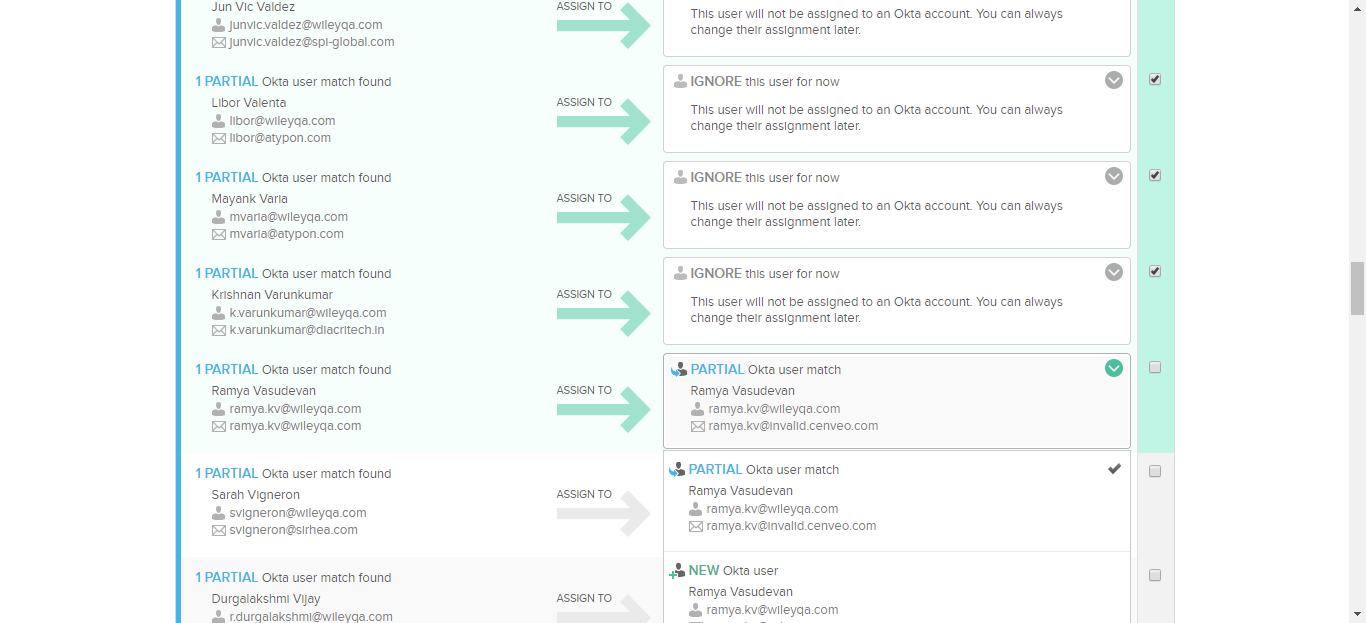 Jun Vic Valdez
junvic.valdez@wileyqa.com
junvic.valdez@spi-global.com
ASSIGN TO
This user will not be assigned to an Okta account. You can always
change their assignment later.
1 PARTIAL Okta user match found
Libor Valenta
libor@wileyqa.com
libor@atypon.com
ASSIGN TO
IGNORE this user for now
This user will not be assigned to an Okta account. You can always
change their assignment later.
1 PARTIAL Okta user match found
Mayank Varia
mvaria@wileyqa.com
mvaria@atypon.com
ASSIGN TO
IGNORE this user for now
This user will not be assigned to an Okta account. You can always
change their assignment later.
1 PARTIAL Okta user match found
Krishnan Varunkumar
k.varunkumar@wileyqa.com
k.varunkumar@diacritech.in
ASSIGN TO
IGNORE this user for now
This user will not be assigned to an Okta account. You can always
change their assignment later.
1 PARTIAL Okta user match found
Ramya Vasudevan
ramya.kv@wileyqa.com
ramya.kv@wileyqa.com
ASSIGN TO
PARTIAL Okta user match
Ramya Vasudevan
ramya.kv@wileyqa.com
ramya.kv@invalid.cenveo.com
1 PARTIAL Okta user match found
Sarah Vigneron
svigneron@wileyqa.com
svigneron@sirhea.com
ASSIGN TO
PARTIAL Okta user match
Ramya Vasudevan
ramya.kv@wileyqa.com
ramya.kv@invalid.cenveo.com
1 PARTIAL Okta user match found
Durgalakshmi Vijay
r.durgalakshmi@wileyqa.com
ASSIGN TO
NEW Okta user
Ramya Vasudevan
ramya.kv@wileyqa.com